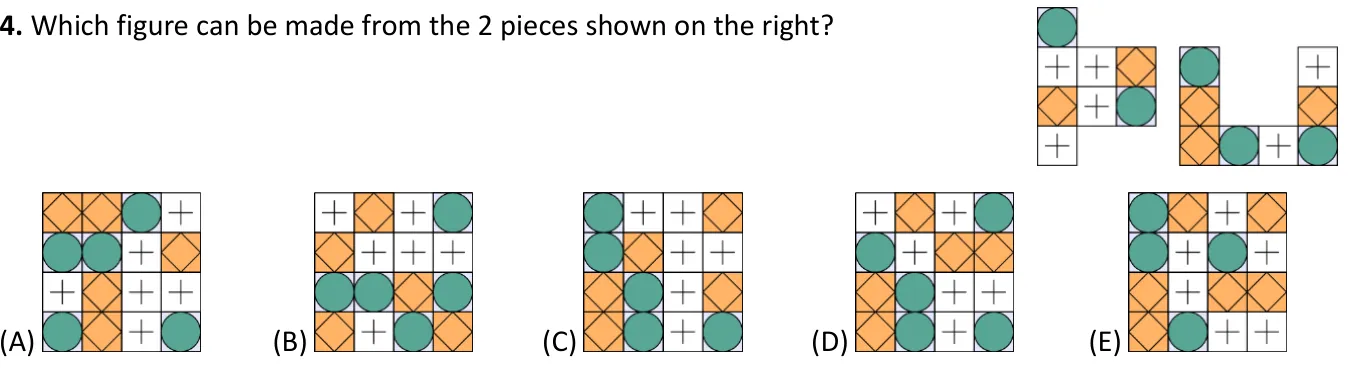 4. Which figure can be made from the 2 pieces shown on the right?
(A) (B) (C) (D) (E)